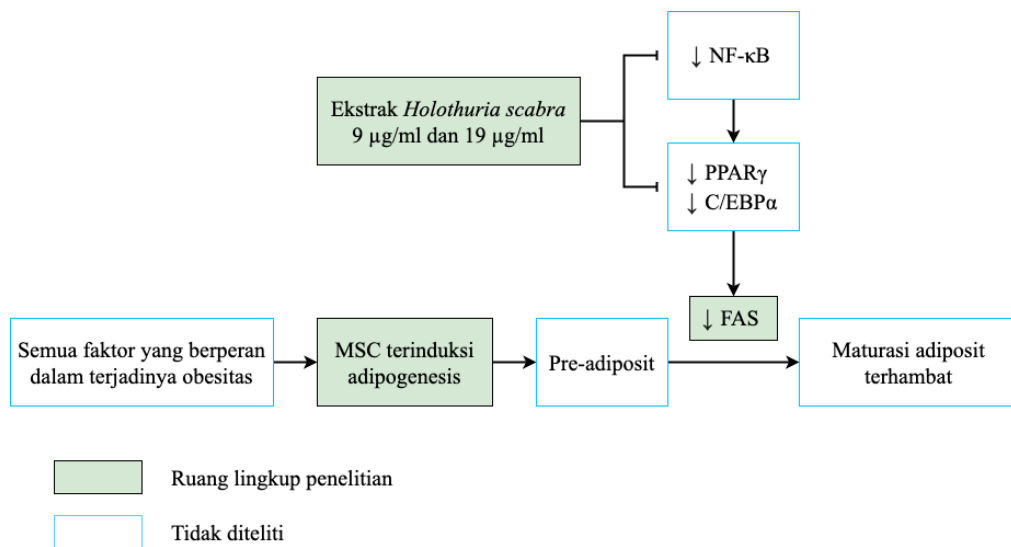 ↓ NF-κB
Ekstrak Holothuria scabra
9 µg/ml dan 19 µg/ml
↓ PPARγ
↓ C/EBPα
↓ FAS
Semua faktor yang berperan
dalam terjadinya obesitas
MSC terinduksi
adipogenesis
Pre-adiposit
Maturasi adiposit
terhambat
Ruang lingkup penelitian
Tidak diteliti